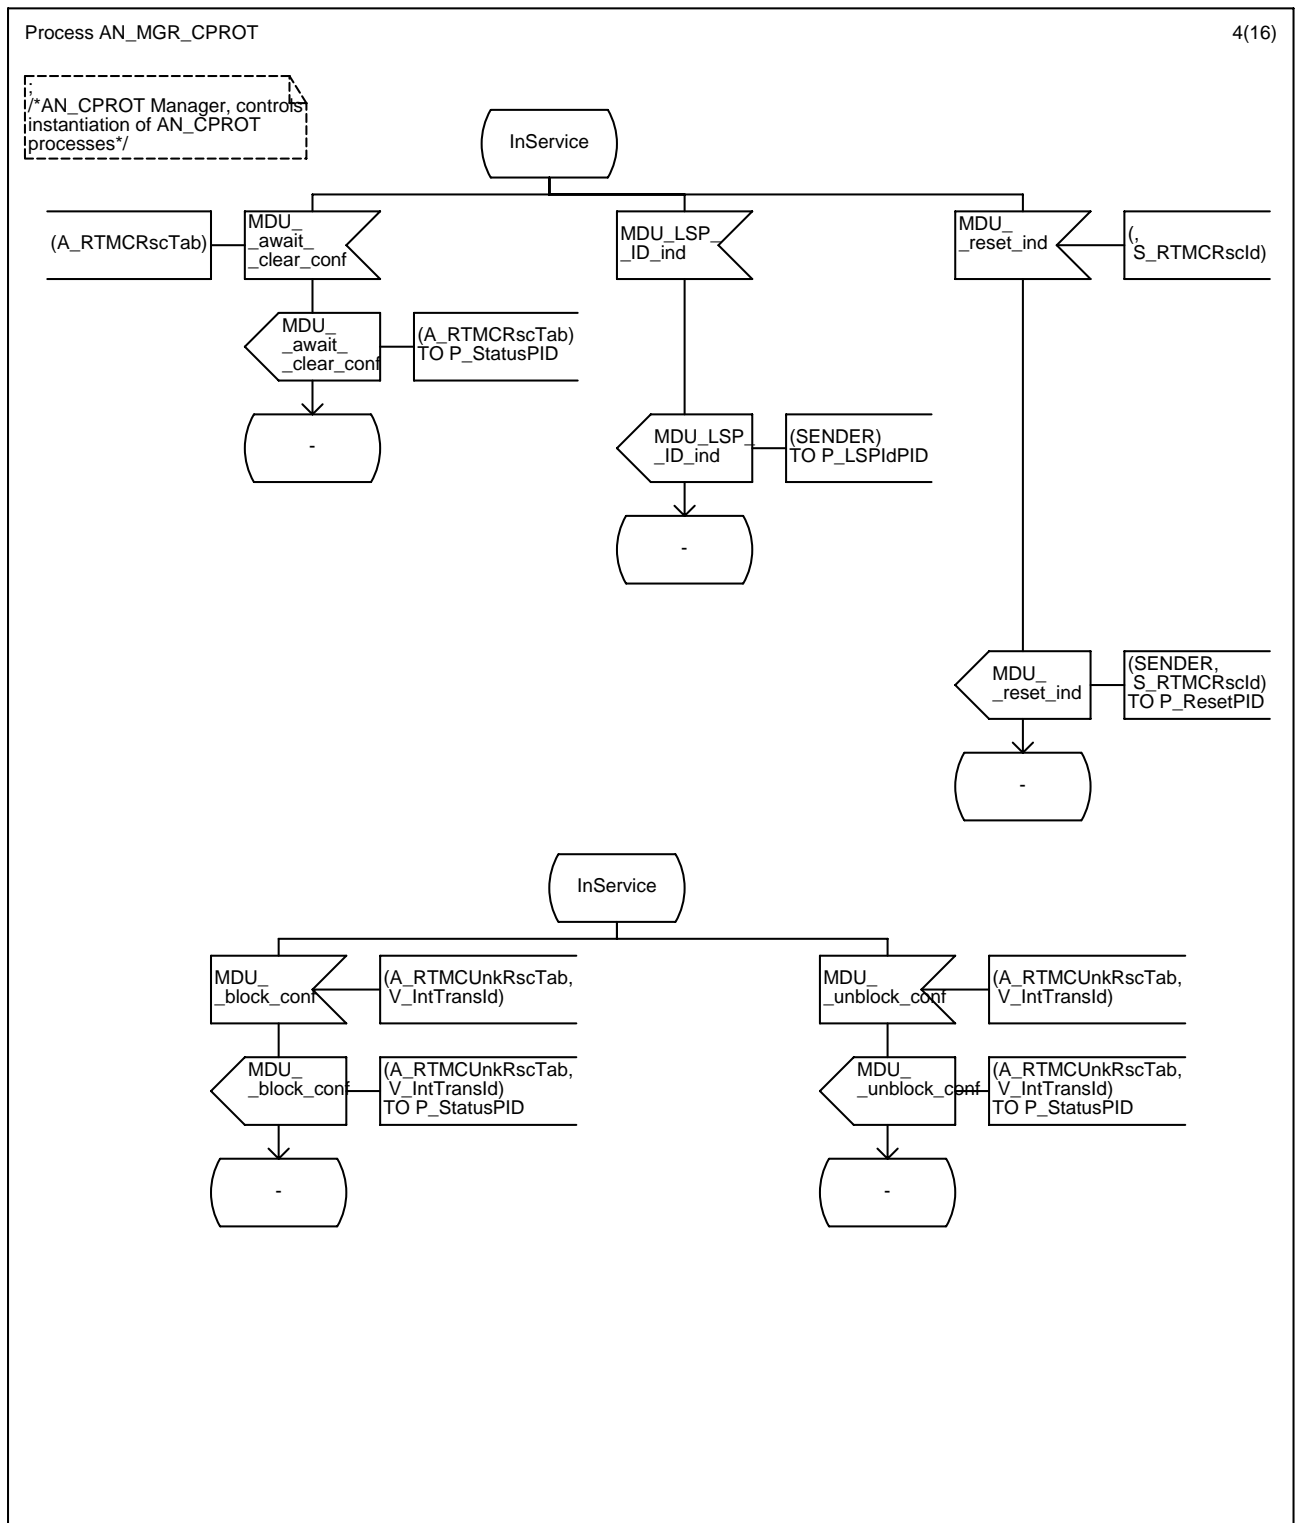 Process AN_MGR_CPROT
4(16)
;
/*AN_CPROT Manager, controls
instantiation of AN_CPROT
processes*/
InService
(A_RTMCRscTab)
MDU_
_await_
_clear_conf
MDU_LSP_
_ID_ind
MDU_
_reset_ind
(,
S_RTMCRscId)
MDU_
_await_
_clear_conf
(A_RTMCRscTab)
TO P_StatusPID
-
MDU_LSP_
_ID_ind
(SENDER)
TO P_LSPIdPID
-
MDU_
_reset_ind
(SENDER,
S_RTMCRscId)
TO P_ResetPID
-
InService
MDU_
_block_conf
(A_RTMCUnkRscTab,
V_IntTransId)
MDU_
_unblock_conf
(A_RTMCUnkRscTab,
V_IntTransId)
MDU_
_block_conf
(A_RTMCUnkRscTab,
V_IntTransId)
TO P_StatusPID
MDU_
_unblock_conf
(A_RTMCUnkRscTab,
V_IntTransId)
TO P_StatusPID
-
-